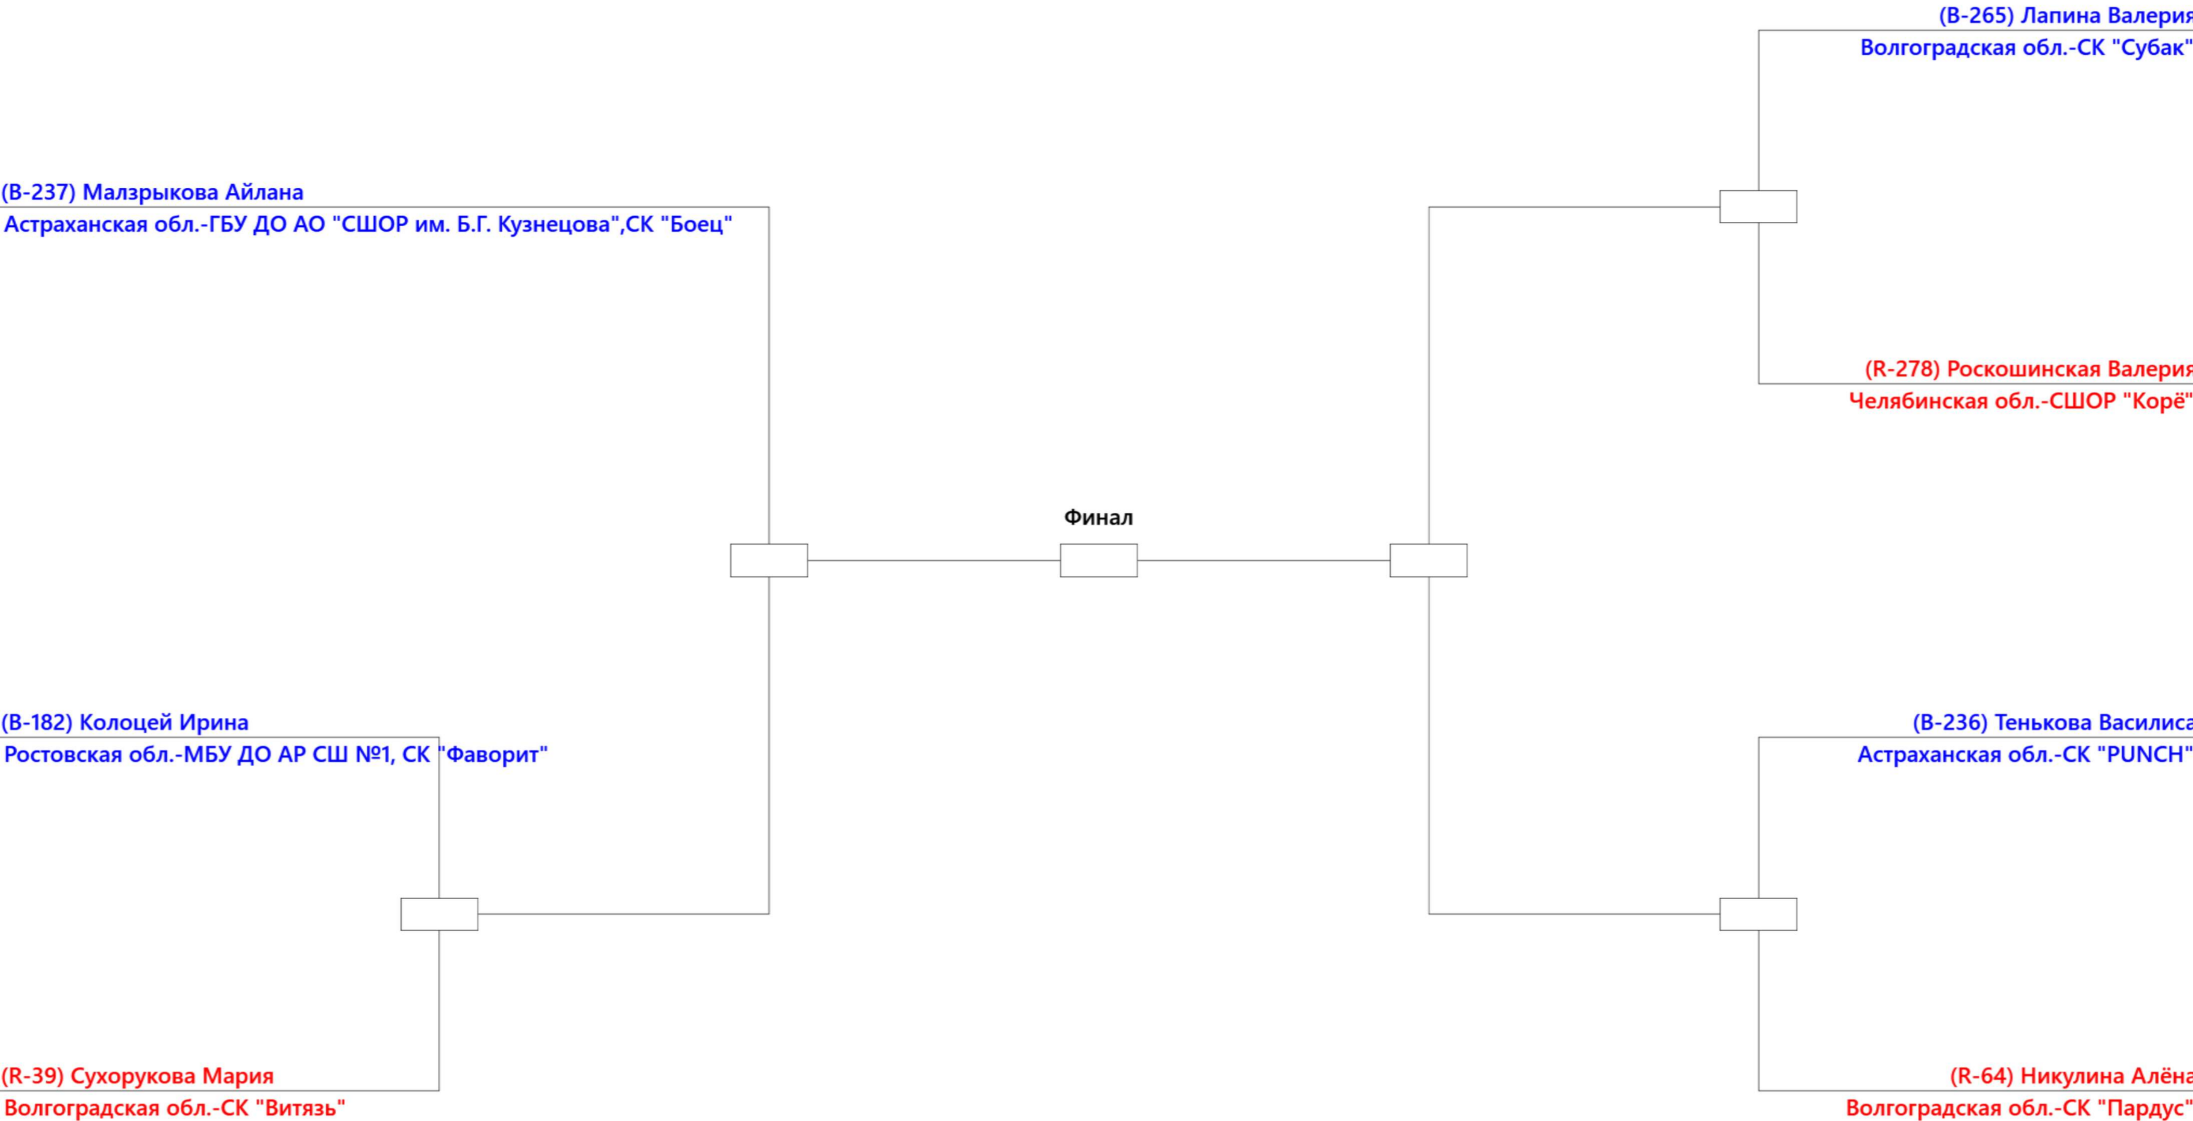 (B-265) Лапина Валерия
Волгоградская обл.-СК "Субак"
(B-237) Малзрыкова Айлана
Астраханская обл.-ГБУ ДО АО "СШОР им. Б.Г. Кузнецова",СК "Боец"
(R-278) Роскошинская Валерия
Челябинская обл.-СШОР "Корё"
Финал
(B-182) Колоцей Ирина
Ростовская обл.-МБУ ДО АР СШ №1, СК "Фаворит"
(B-236) Тенькова Василиса
Астраханская обл.-СК "PUNCH"
(R-39) Сухорукова Мария
Волгоградская обл.-СК "Витязь"
(R-64) Никулина Алёна
Волгоградская обл.-СК "Пардус"